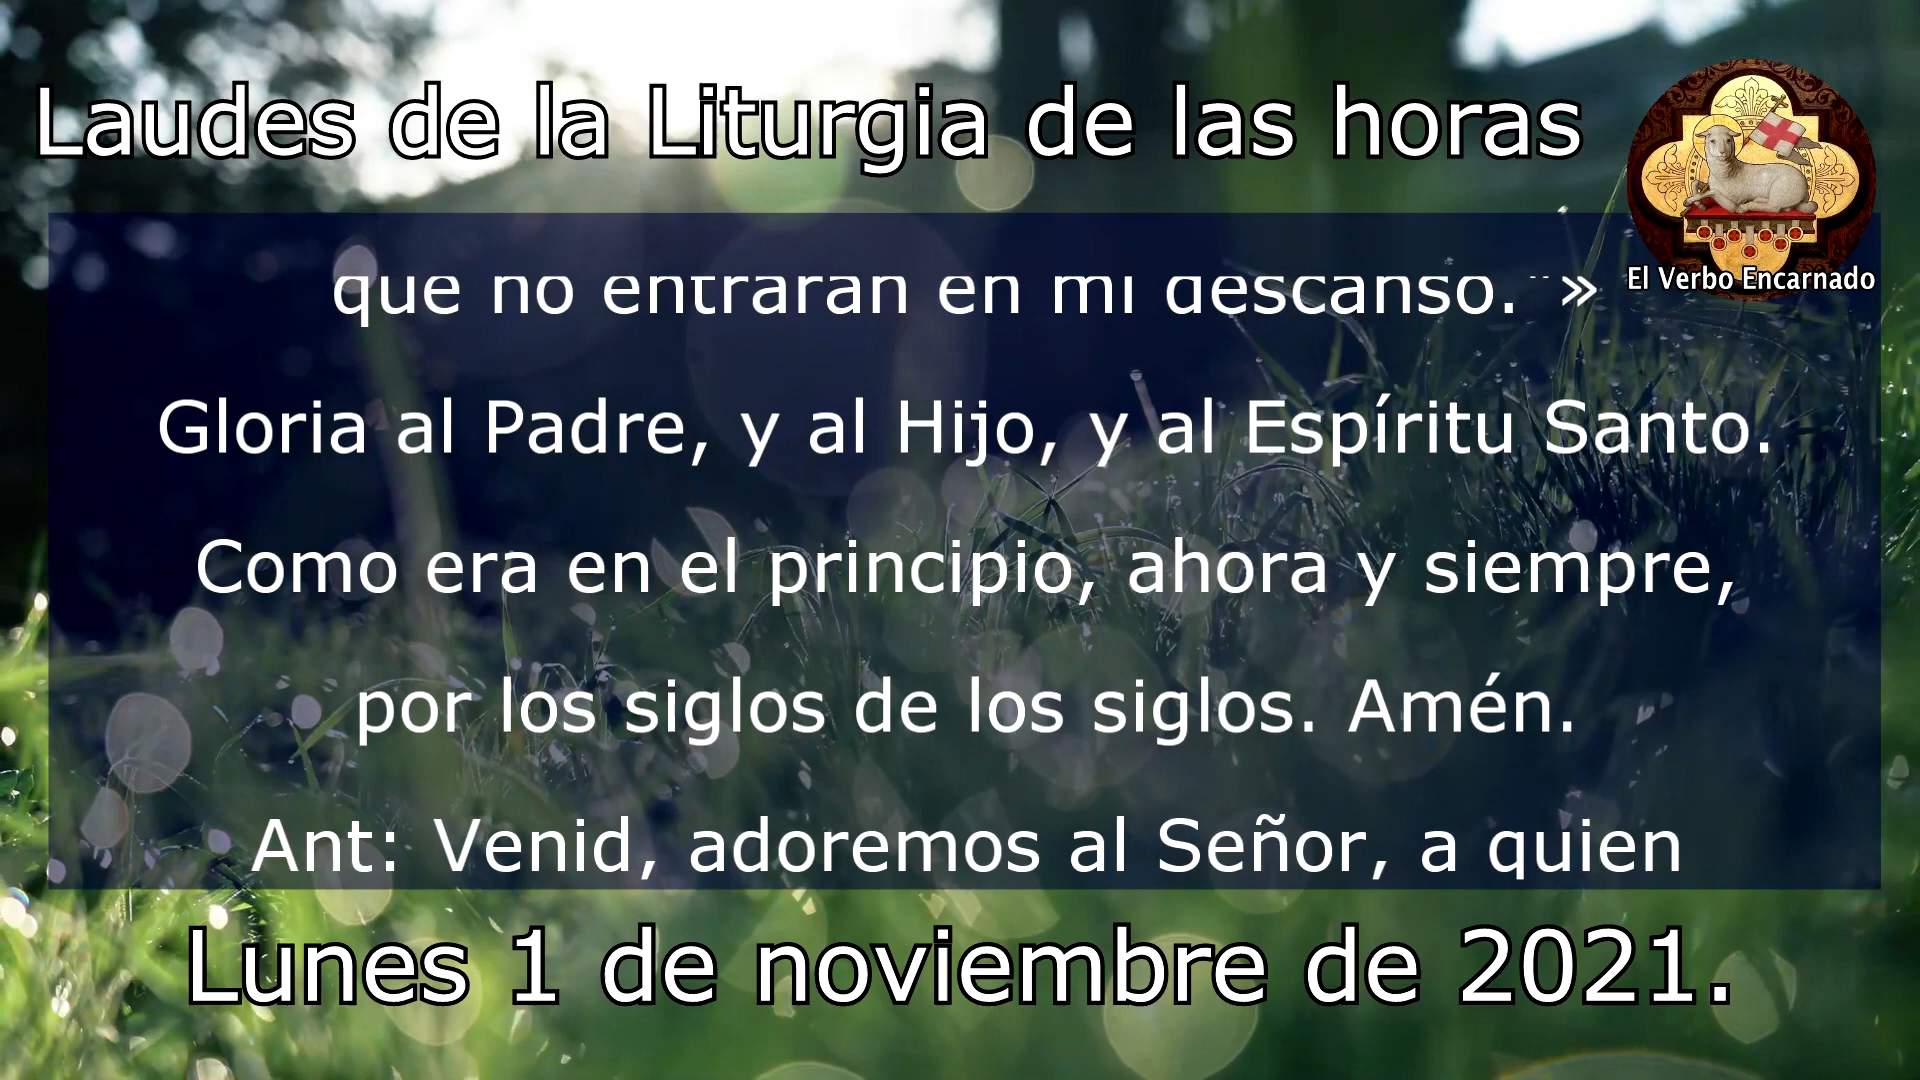 Laudes de la Liturgia de las horas
El Verbo Encarnado
que no entrarán en mi descanso."»
Gloria al Padre, y al Hijo, y al Espíritu Santo.
Como era en el principio, ahora y siempre,
por los siglos de los siglos. Amén.
Ant: Venid, adoremos al Señor, a quien
Lunes 1 de noviembre de 2021.